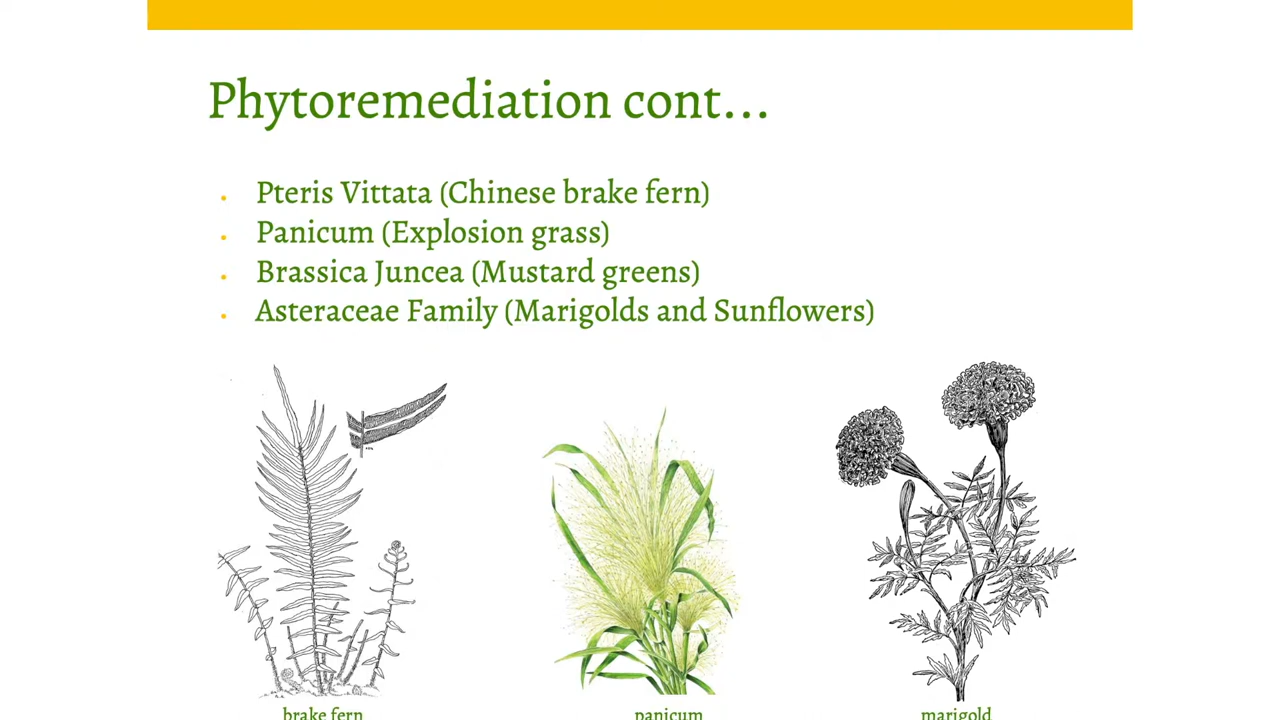 Phytoremediation cont...
• Pteris Vittata (Chinese brake fern)
• Panicum (Explosion grass)
• Brassica Juncea (Mustard greens)
• Asteraceae Family (Marigolds and Sunflowers)
brake fern
panicum
marigold